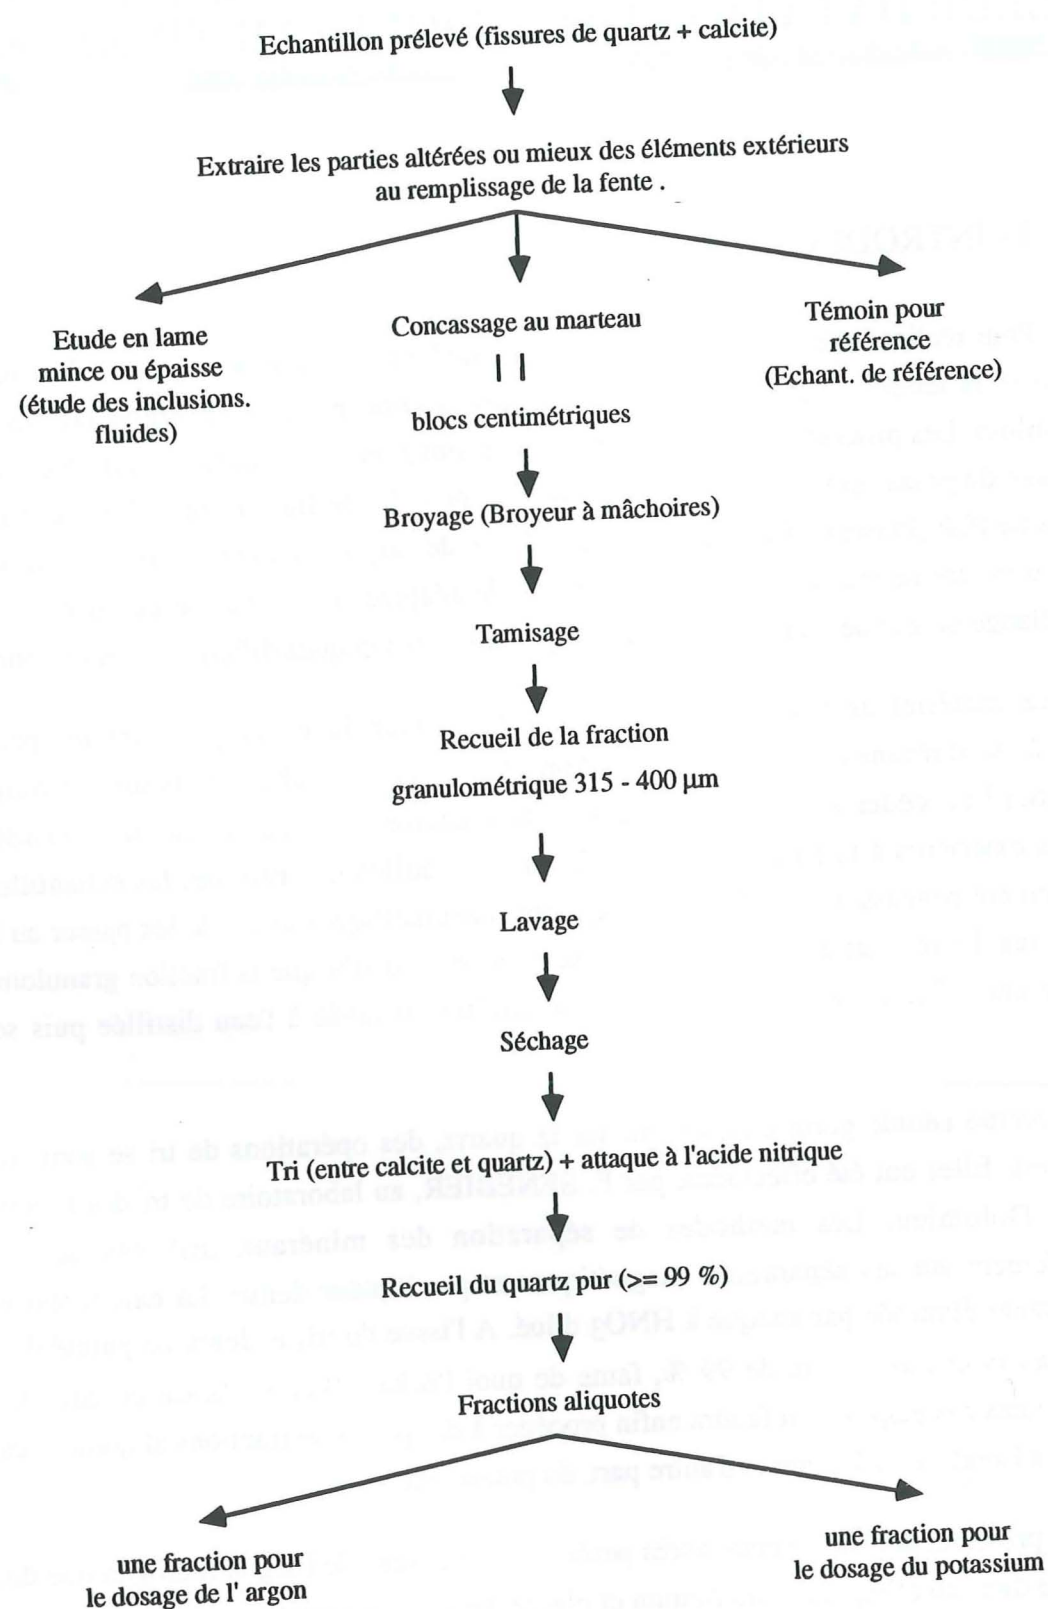 Echantillon prélevé (fissures de quartz + calcite)
Extraire les parties altérées ou mieux des éléments extérieurs
au remplissage de la fente .
Etude en lame
mince ou épaisse
(étude des inclusions.
fluides)
Concassage au marteau
blocs centimétriques
Témoin pour
référence
(Echant. de référence)
Broyage (Broyeur à mâchoires)
Tamisage
Recueil de la fraction
granulométrique 315 - 400 µm
Lavage
Séchage
Tri (entre calcite et quartz) + attaque à l'acide nitrique
Recueil du quartz pur (>= 99 %)
Fractions aliquotes
une fraction pour
le dosage de l' argon
une fraction pour
le dosage du potassium